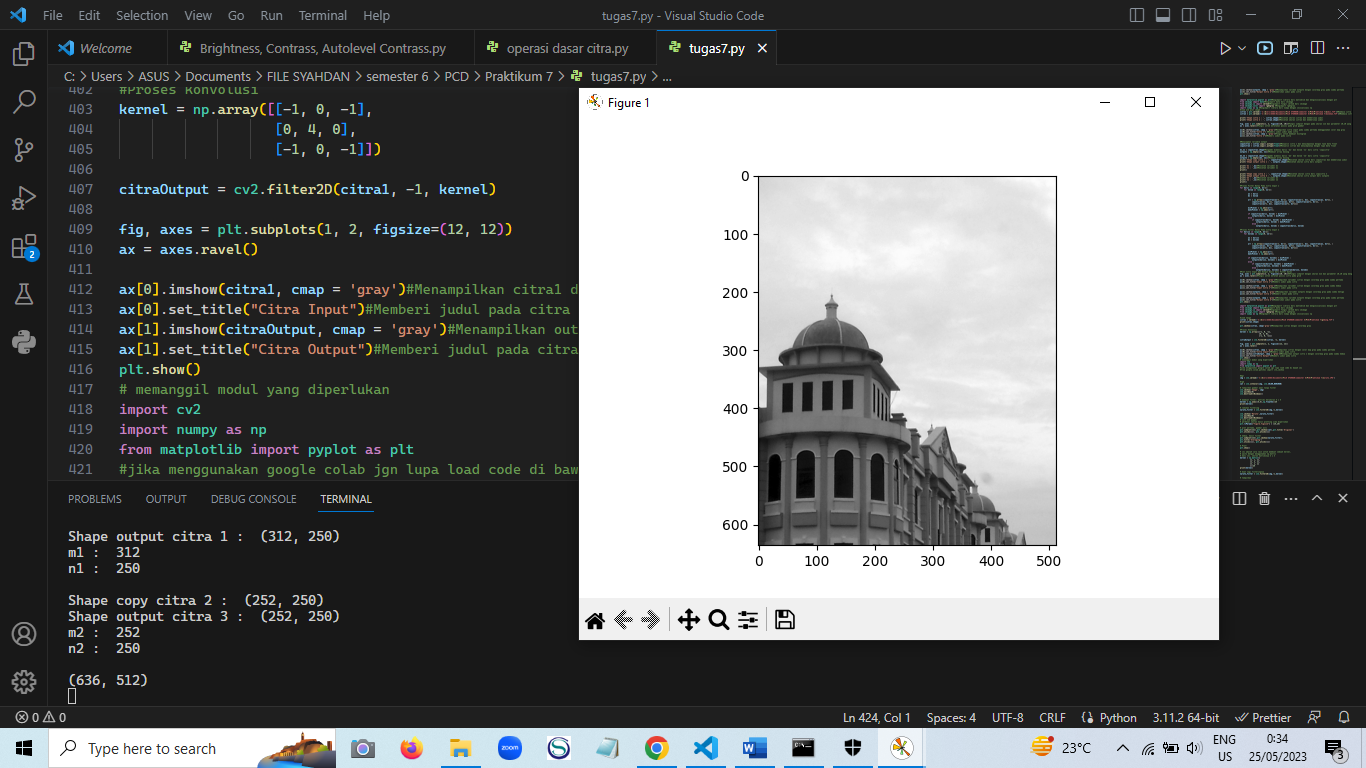 File Edit Selection View Go Run Terminal Help
tugas7.py - Visual Studio Code
Welcome
Brightness, Contrass, Autolevel Contrass.py
operasi dasar citra.py
tugas7.py
C: > Users > ASUS > Documents > FILE SYAHDAN > semester 6 > PCD > Praktikum 7 > tugas7.py > ...
402 #Proses konvolusi
403 kernel = np.array([[-1, 0, -1],
404 [0, 4, 0],
405 [-1, 0, -1]])
406
407 citraOutput = cv2.filter2D(citra1, -1, kernel)
408
409 fig, axes = plt.subplots(1, 2, figsize=(12, 12))
410 ax = axes.ravel()
411
412 ax[0].imshow(citra1, cmap = 'gray')#Menampilkan citra1 d
413 ax[0].set_title("Citra Input")#Memberi judul pada citra
414 ax[1].imshow(citraOutput, cmap = 'gray')#Menampilkan out
415 ax[1].set_title("Citra Output")#Memberi judul pada citra
416 plt.show()
417 # memanggil modul yang diperlukan
418 import cv2
419 import numpy as np
420 from matplotlib import pyplot as plt
421 #jika menggunakan google colab jgn lupa load code di baw
Figure 1
0
100
200
300
400
500
600
0 100 200 300 400 500
PROBLEMS OUTPUT DEBUG CONSOLE TERMINAL
Shape output citra 1 : (312, 250)
m1 : 312
n1 : 250
Shape copy citra 2 : (252, 250)
Shape output citra 3 : (252, 250)
m2 : 252
n2 : 250
(636, 512)
2
0 0
Ln 424, Col 1 Spaces: 4 UTF-8 CRLF Python 3.11.2 64-bit Prettier
Type here to search
zoom
23°C
ENG
US
0:34
25/05/2023
3